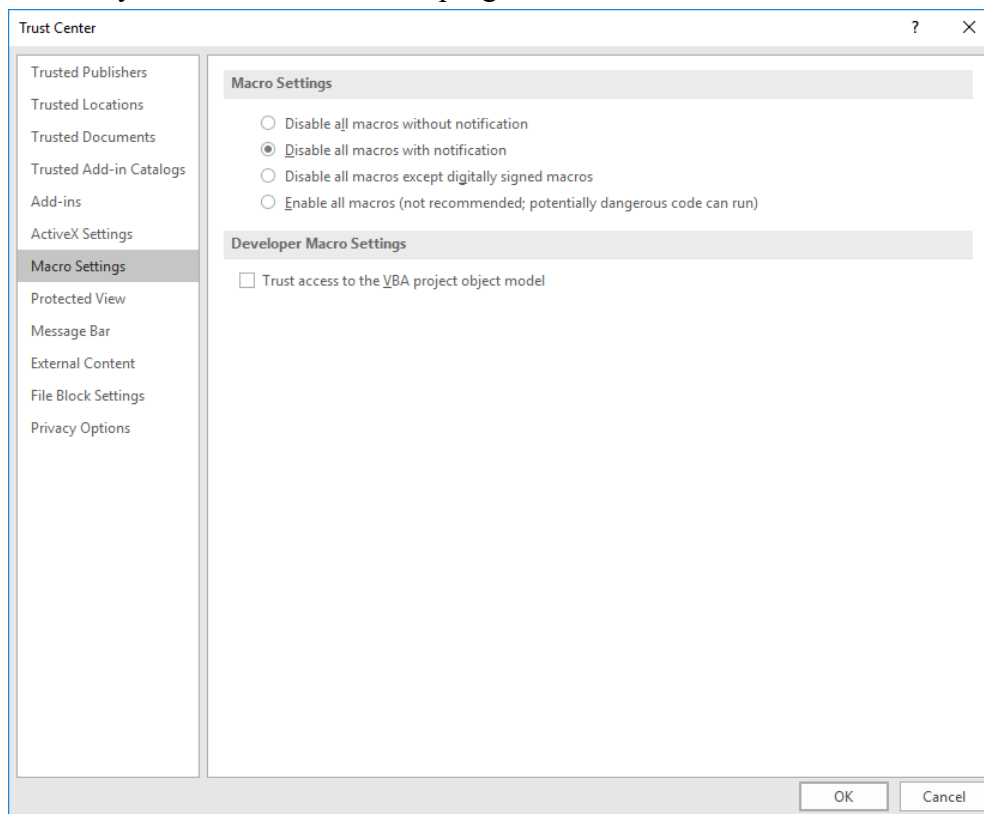 Trust Center ? ×
Trusted Publishers
Trusted Locations
Trusted Documents
Trusted Add-in Catalogs
Add-ins
ActiveX Settings
Macro Settings
Protected View
Message Bar
External Content
File Block Settings
Privacy Options
Macro Settings
Disable all macros without notification
Disable all macros with notification
Disable all macros except digitally signed macros
Enable all macros (not recommended; potentially dangerous code can run)
Developer Macro Settings
Trust access to the VBA project object model
OK Cancel